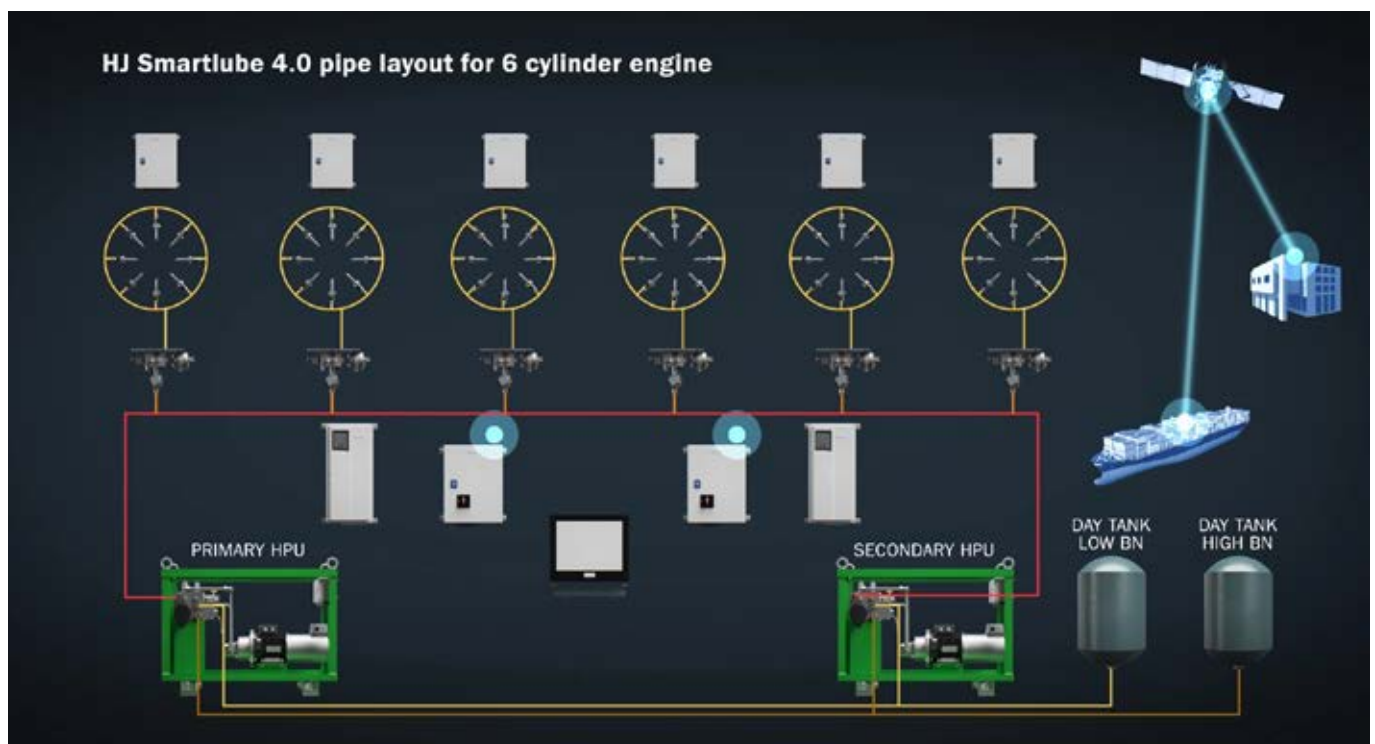 HJ Smartlube 4.0 pipe layout for 6 cylinder engine
PRIMARY HPU
SECONDARY HPU
DAY TANK
LOW BN
DAY TANK
HIGH BN